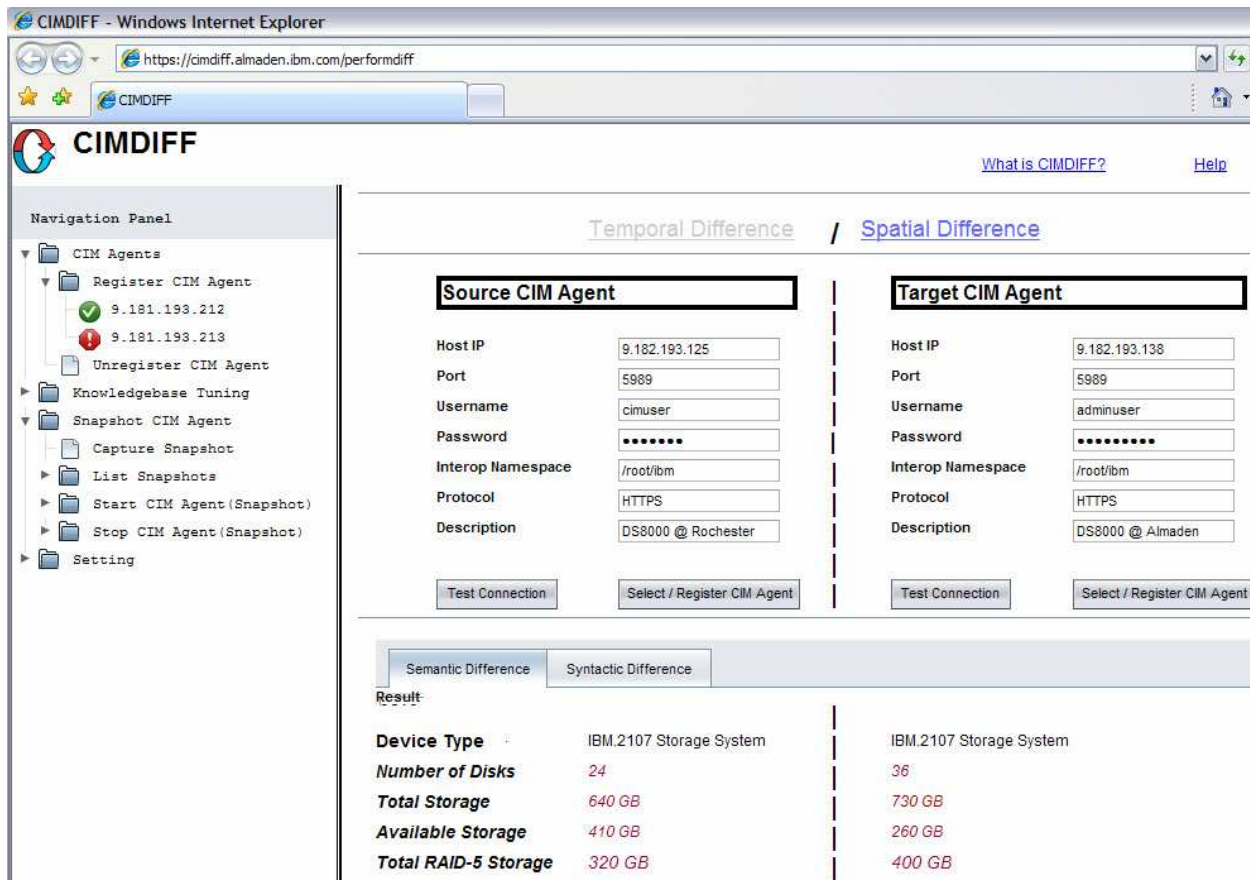 CIMDIFF - Windows Internet Explorer
https://cimdiff.almaden.ibm.com/performdiff
CIMDIFF
CIMDIFF
What is CIMDIFF?
Help
Navigation Panel
CIM Agents
Register CIM Agent
9.181.193.212
9.181.193.213
Unregister CIM Agent
Knowledgebase Tuning
Snapshot CIM Agent
Capture Snapshot
List Snapshots
Start CIM Agent(Snapshot)
Stop CIM Agent(Snapshot)
Setting
Temporal Difference / Spatial Difference
Source CIM Agent
Host IP 9.182.193.125
Port 5989
Username cimuser
Password •••••••
Interop Namespace /root/ibm
Protocol HTTPS
Description DS8000 @ Rochester
Test Connection Select / Register CIM Agent
Target CIM Agent
Host IP 9.182.193.138
Port 5989
Username adminuser
Password •••••••••
Interop Namespace /root/ibm
Protocol HTTPS
Description DS8000 @ Almaden
Test Connection Select / Register CIM Agent
Semantic Difference Syntactic Difference
Result
Device Type IBM.2107 Storage System IBM.2107 Storage System
Number of Disks 24 36
Total Storage 640 GB 730 GB
Available Storage 410 GB 260 GB
Total RAID-5 Storage 320 GB 400 GB